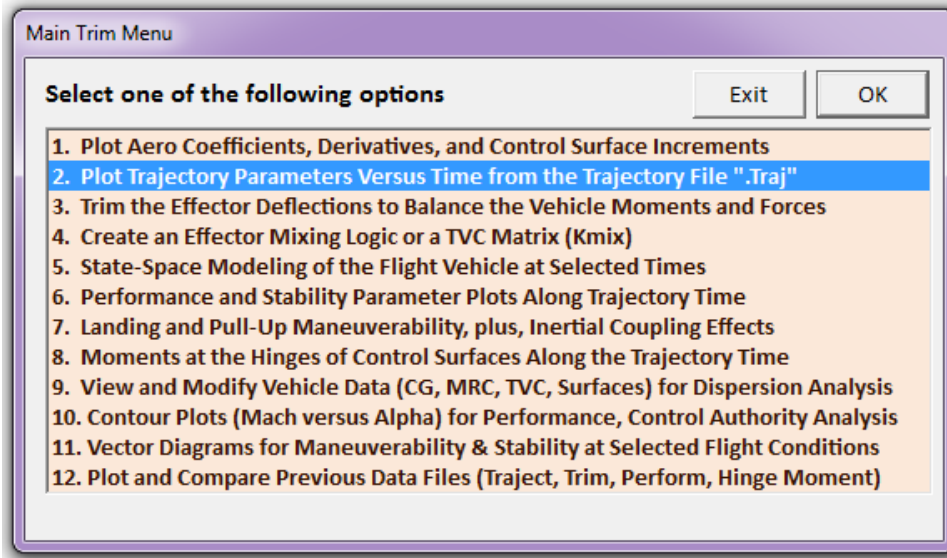 Main Trim Menu
Select one of the following options
Exit
OK
1. Plot Aero Coefficients, Derivatives, and Control Surface Increments
2. Plot Trajectory Parameters Versus Time from the Trajectory File ".Traj"
3. Trim the Effector Deflections to Balance the Vehicle Moments and Forces
4. Create an Effector Mixing Logic or a TVC Matrix (Kmix)
5. State-Space Modeling of the Flight Vehicle at Selected Times
6. Performance and Stability Parameter Plots Along Trajectory Time
7. Landing and Pull-Up Maneuverability, plus, Inertial Coupling Effects
8. Moments at the Hinges of Control Surfaces Along the Trajectory Time
9. View and Modify Vehicle Data (CG, MRC, TVC, Surfaces) for Dispersion Analysis
10. Contour Plots (Mach versus Alpha) for Performance, Control Authority Analysis
11. Vector Diagrams for Maneuverability & Stability at Selected Flight Conditions
12. Plot and Compare Previous Data Files (Traject, Trim, Perform, Hinge Moment)